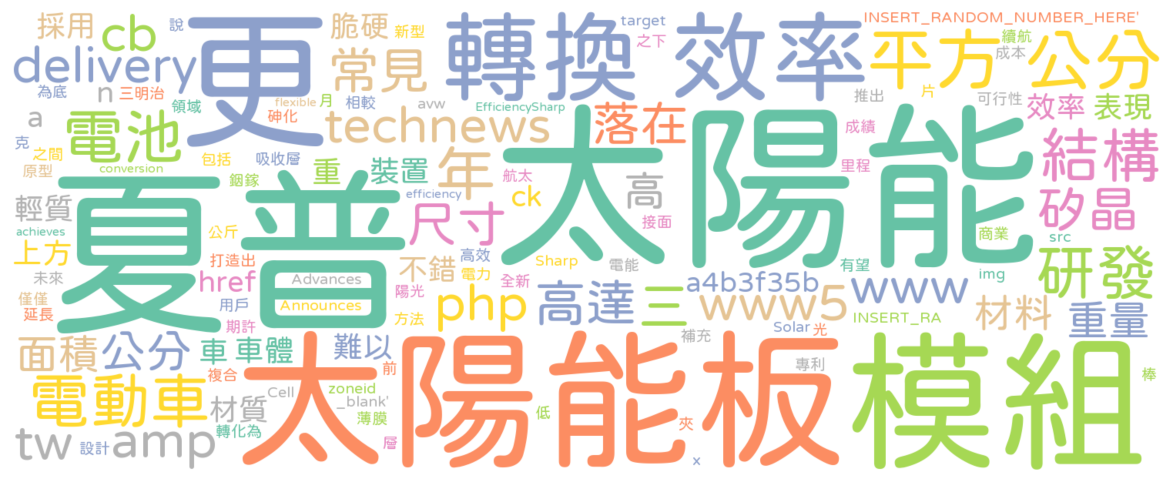 採用 cb 說 更 脆硬 新型 轉換 效率 target 之下 INSERT_RANDOM_NUMBER_HERE' 續航 成本 平方 公分
delivery 常見
為底 n 三明治 領域 flexible 月 相較 avw EfficiencySharp 推出 片 可行性 效率 表現
a 電池 砷化 technews 落在 成績 結構
克 之間 原型 conversion 包括 吸收層 航太 太陽能 里程
銦鎵 重 裝置 年 高 矽晶
夏普 efficiency ck 接面
輕質 尺寸 商業 src
achieves 上方 公斤 高效 Sharp 電能 有望 img 研發
未來 打造出 href Advances 不錯 電力 全新 a4b3f35b www
僅僅 延長 用戶 Announces 陽光 php 高達 三 www5 材料 重量
期許 方法 INSERT_RA
面積 公分 車 車體 難以 補充 Solar 光
電動車 複合 前 太陽能板 專利 模組 棒
Cell zoneid
材質 _blank' 薄膜 低 夾
tw 設計 amp 轉化為 層 x